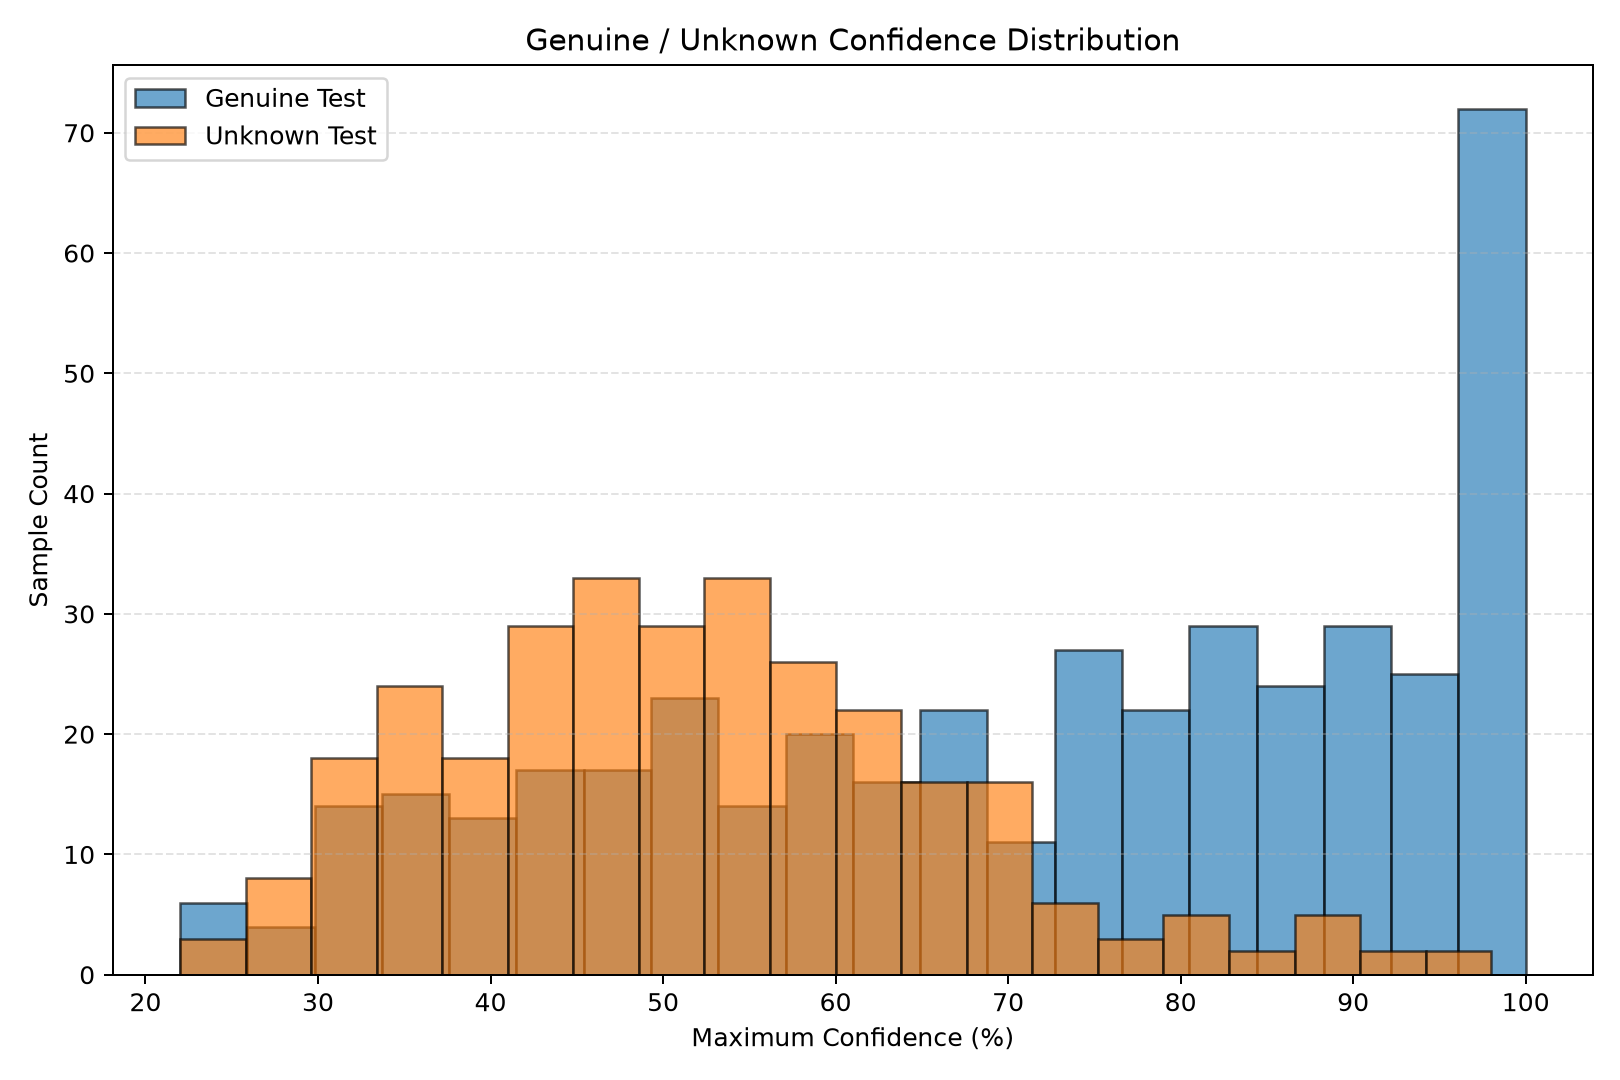 Genuine / Unknown Confidence Distribution
Genuine Test
Unknown Test
Sample Count
70
60
50
40
30
20
10
0
20 30 40 50 60 70 80 90 100
Maximum Confidence (%)